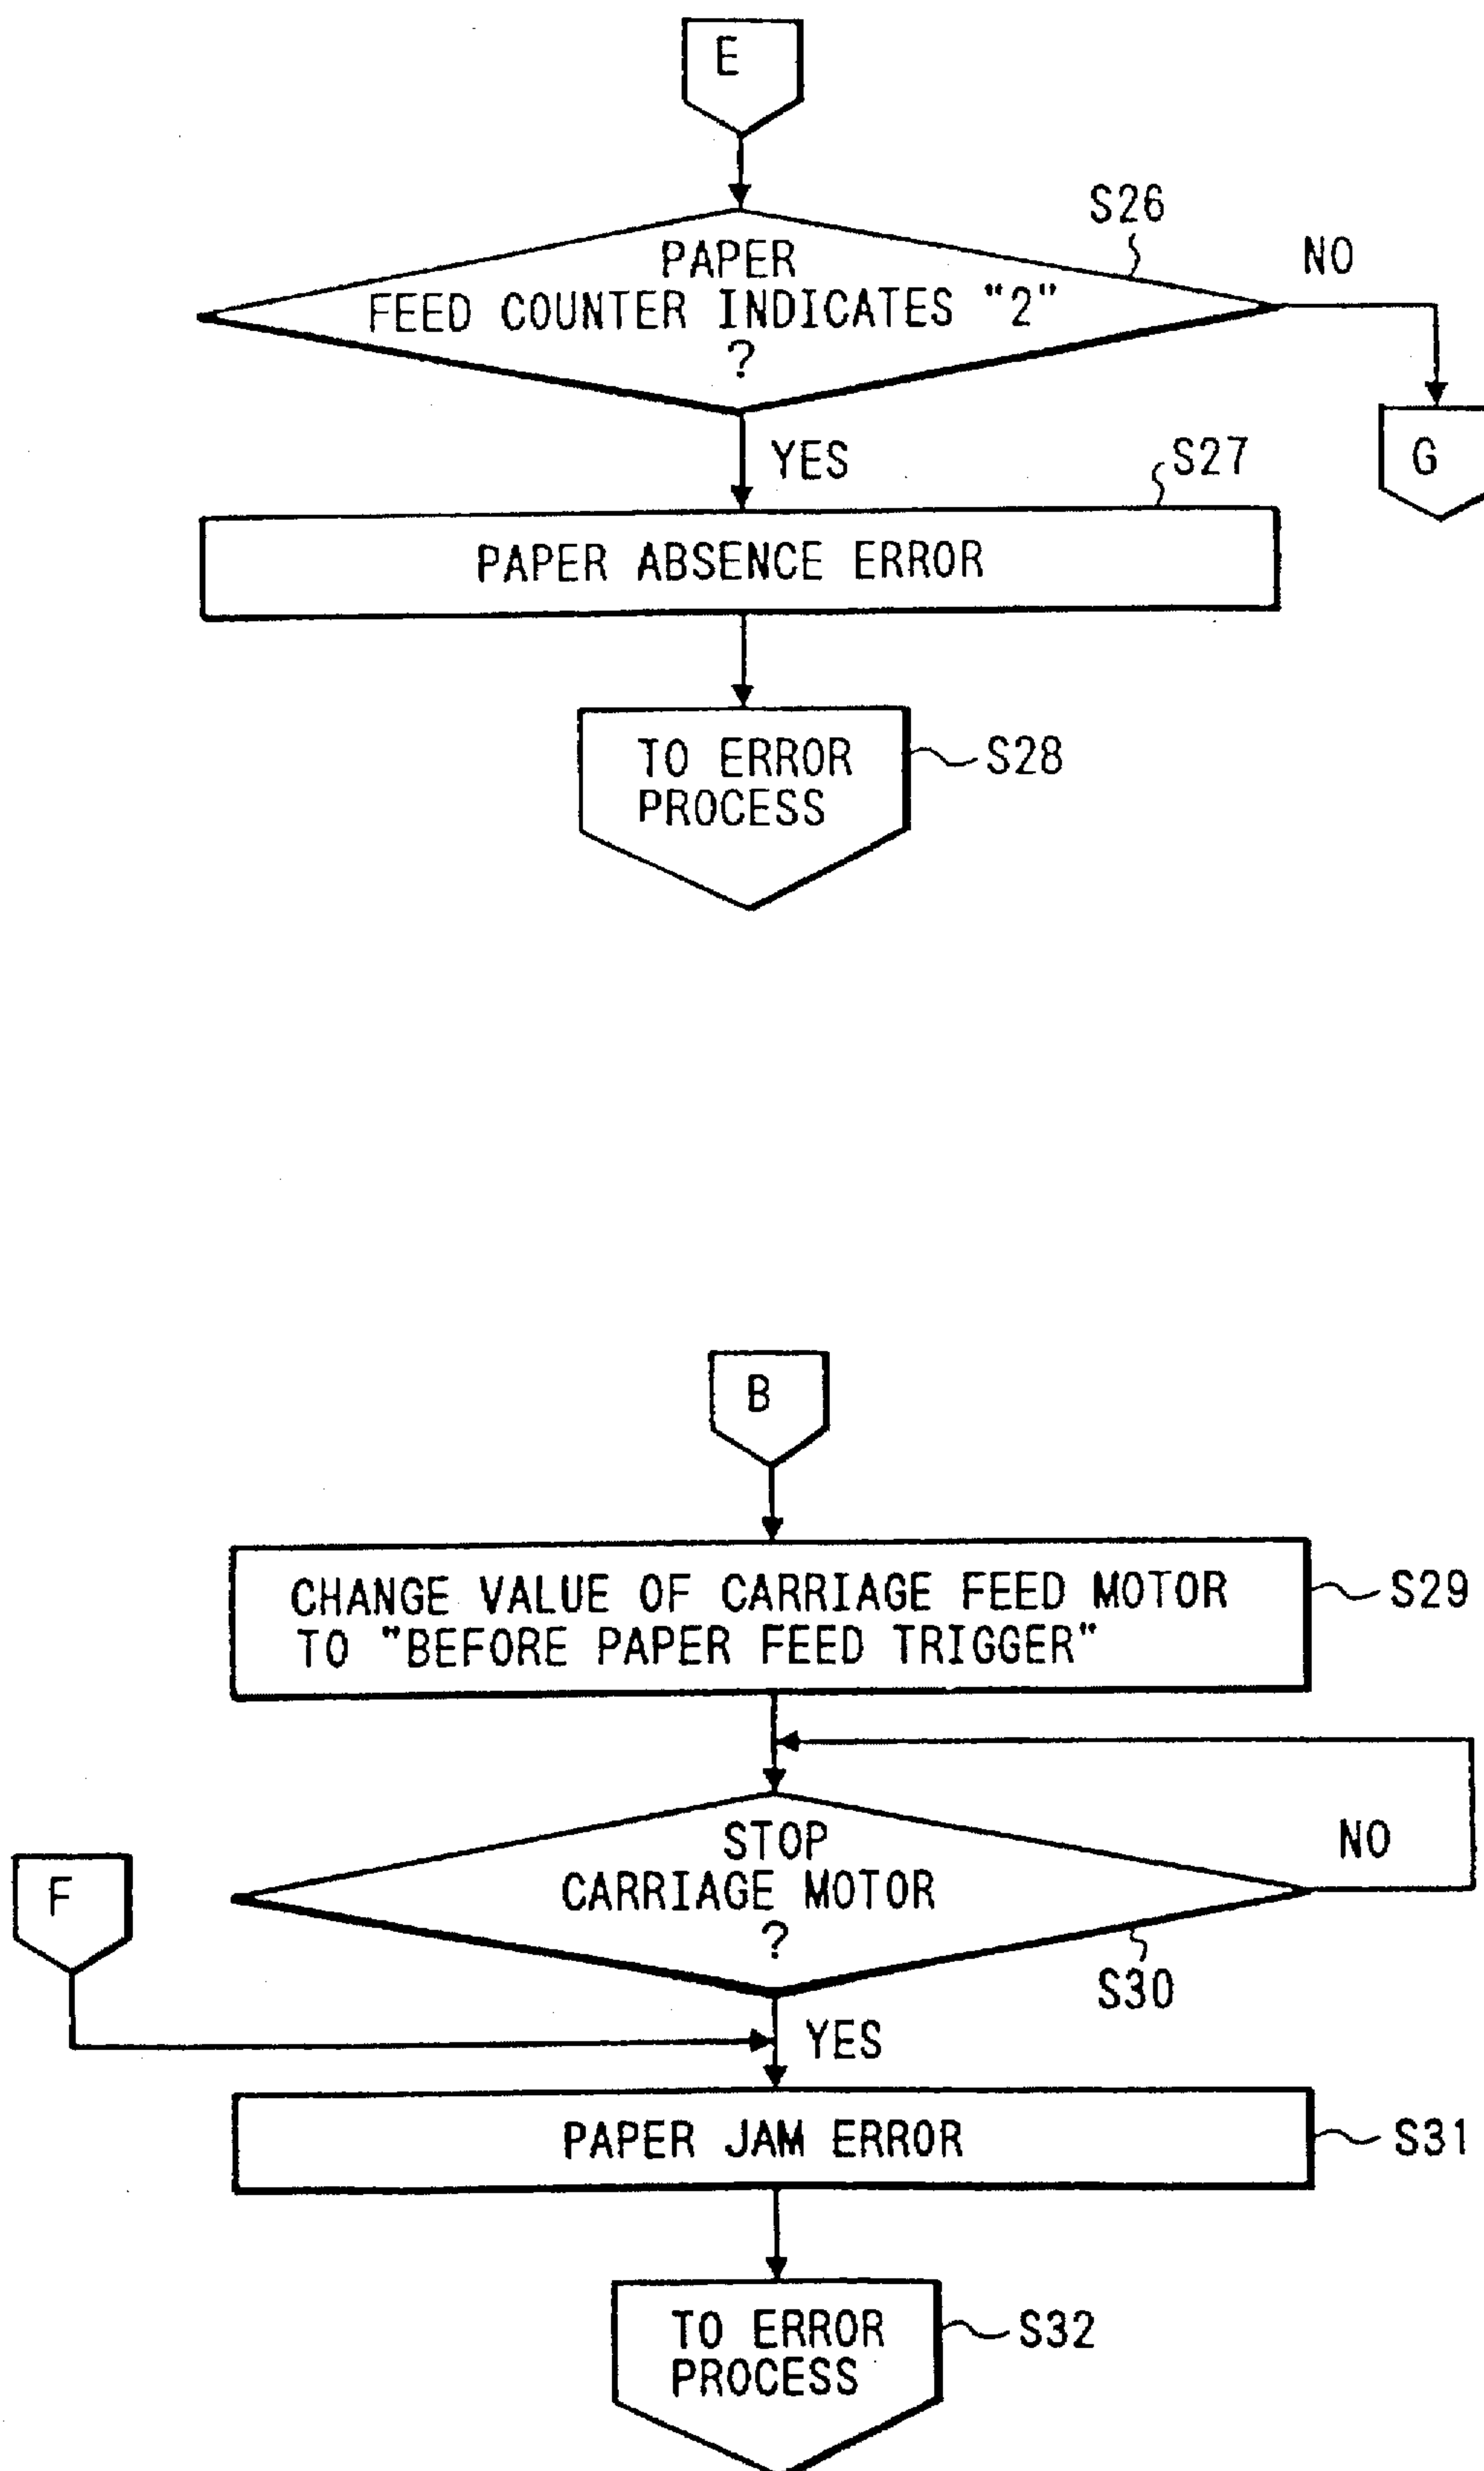 E
S26
NO
PAPER
FEED COUNTER INDICATES "2"
?
YES
S27
G
PAPER ABSENCE ERROR
TO ERROR
PROCESS
S28
B
CHANGE VALUE OF CARRIAGE FEED MOTOR
TO "BEFORE PAPER FEED TRIGGER"
S29
STOP
CARRIAGE MOTOR
?
NO
F
S30
YES
PAPER JAM ERROR
S31
TO ERROR
PROCESS
S32